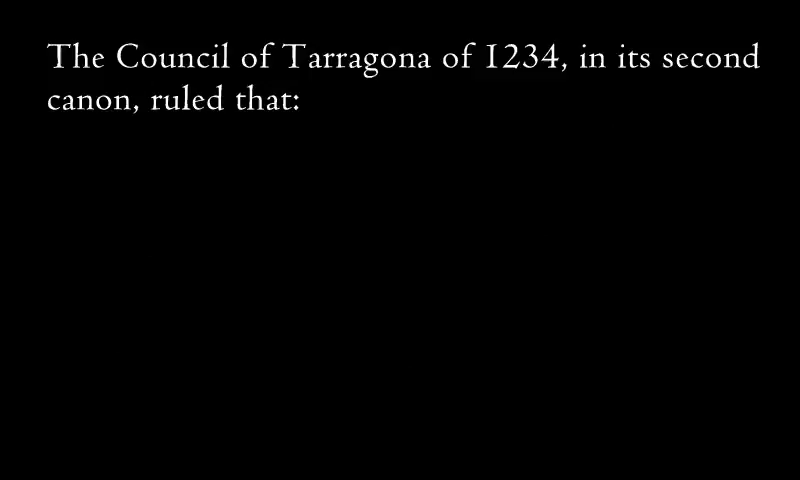 The Council of Tarragona of 1234, in its second
canon, ruled that: